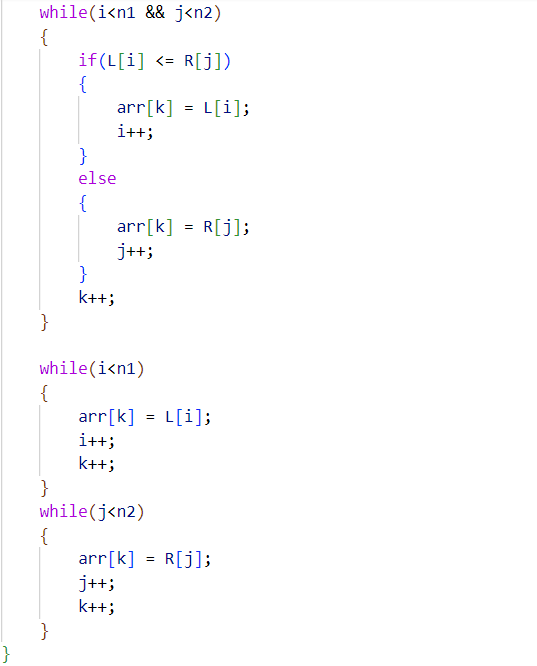 while(i<n1 && j<n2)
{
if(L[i] <= R[j])
{
arr[k] = L[i];
i++;
}
else
{
arr[k] = R[j];
j++;
}
k++;
}
while(i<n1)
{
arr[k] = L[i];
i++;
k++;
}
while(j<n2)
{
arr[k] = R[j];
j++;
k++;
}
}